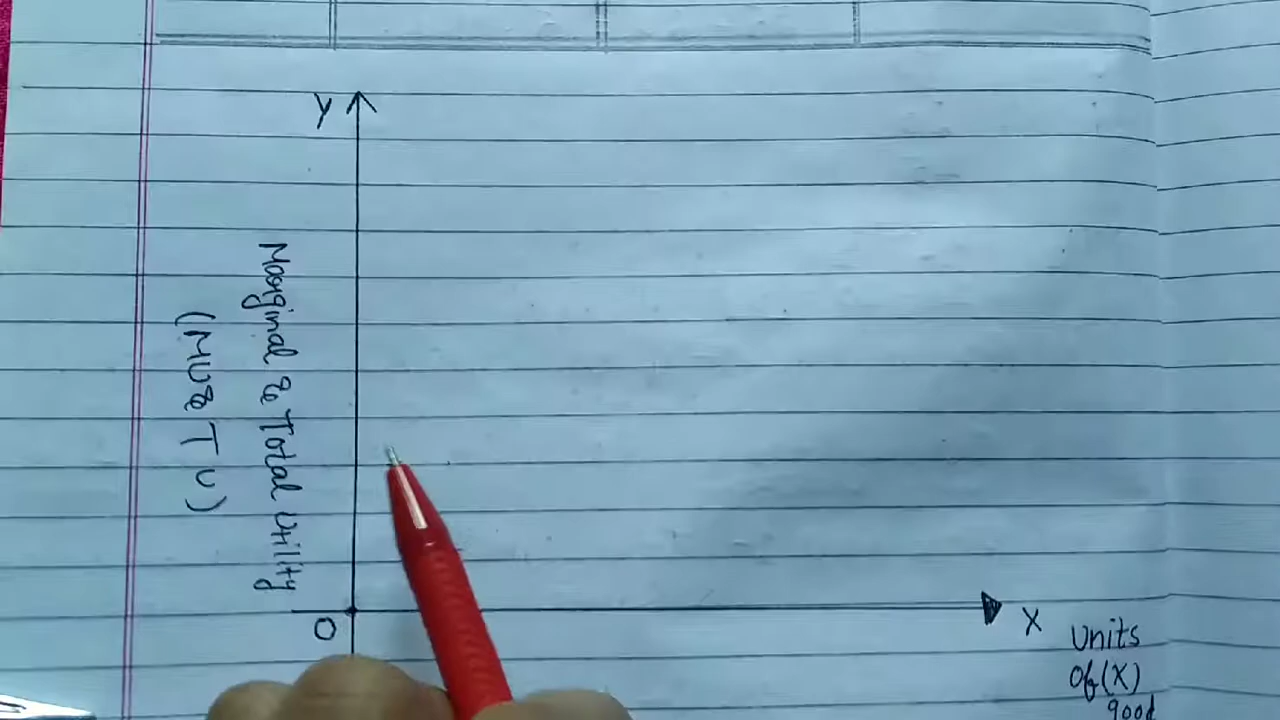 Y
Marginal & Total Utility
(MU & TU)
O
X
Units
of (X)
good